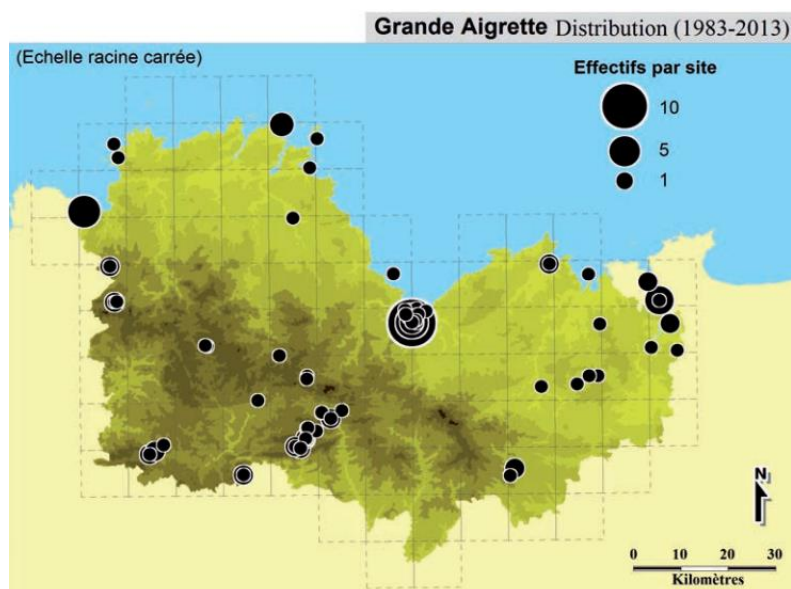 Grande Aigrette Distribution (1983-2013)
(Echelle racine carrée)
Effectifs par site
10
5
1
N
0 10 20 30
Kilomètres